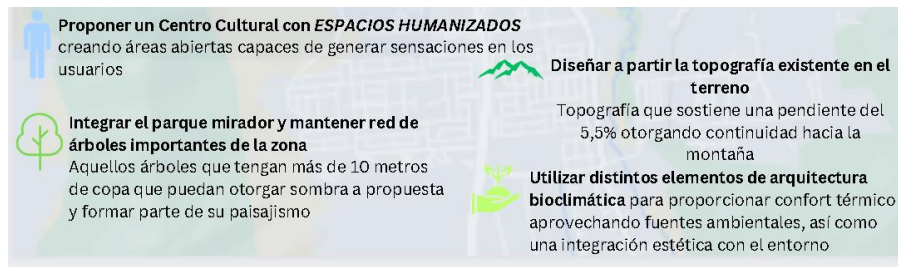 Proponer un Centro Cultural con ESPACIOS HUMANIZADOS
creando áreas abiertas capaces de generar sensaciones en los
usuarios
Integrar el parque mirador y mantener red de
árboles importantes de la zona
Aquellos árboles que tengan más de 10 metros
de copa que puedan otorgar sombra a propuesta
y formar parte de su paisajismo
Diseñar a partir la topografía existente en el
terreno
Topografía que sostiene una pendiente del
5,5% otorgando continuidad hacia la
montaña
Utilizar distintos elementos de arquitectura
bioclimática para proporcionar confort térmico
aprovechando fuentes ambientales, así como
una integración estética con el entorno